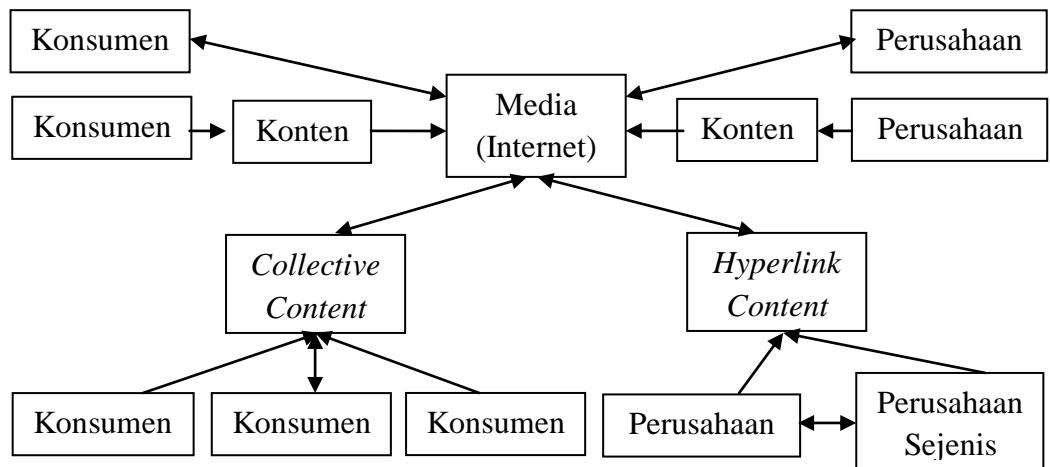 Konsumen
Perusahaan
Media
(Internet)
Konsumen
Konten
Konten
Perusahaan
Collective
Content
Hyperlink
Content
Konsumen
Konsumen
Konsumen
Perusahaan
Perusahaan
Sejenis